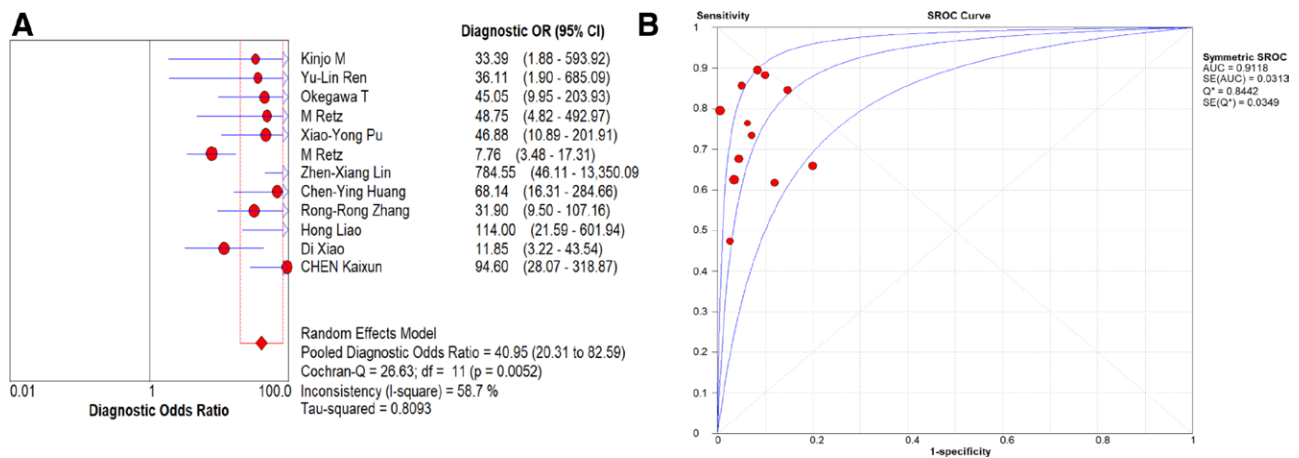 A
Diagnostic OR (95% CI)
Kinjo M 33.39 (1.88 - 593.92)
Yu-Lin Ren 36.11 (1.90 - 685.09)
Okegawa T 45.05 (9.95 - 203.93)
M Retz 48.75 (4.82 - 492.97)
Xiao-Yong Pu 46.88 (10.89 - 201.91)
M Retz 7.76 (3.48 - 17.31)
Zhen-Xiang Lin 784.55 (46.11 - 13,350.09
Chen-Ying Huang 68.14 (16.31 - 284.66)
Rong-Rong Zhang 31.90 (9.50 - 107.16)
Hong Liao 114.00 (21.59 - 601.94)
Di Xiao 11.85 (3.22 - 43.54)
CHEN Kaixun 94.60 (28.07 - 318.87)
Random Effects Model
Pooled Diagnostic Odds Ratio = 40.95 (20.31 to 82.59)
Cochran-Q = 26.63; df = 11 (p = 0.0052)
Inconsistency (I-square) = 58.7 %
Tau-squared = 0.8093
0.01 1 100.0
Diagnostic Odds Ratio
B
Sensitivity SROC Curve
1
0.9
0.8
0.7
0.6
0.5
0.4
0.3
0.2
0.1
0
0 0.2 0.4 0.6 0.8 1
1-specificity
Symmetric SROC
AUC = 0.9118
SE(AUC) = 0.0313
Q* = 0.8442
SE(Q*) = 0.0349